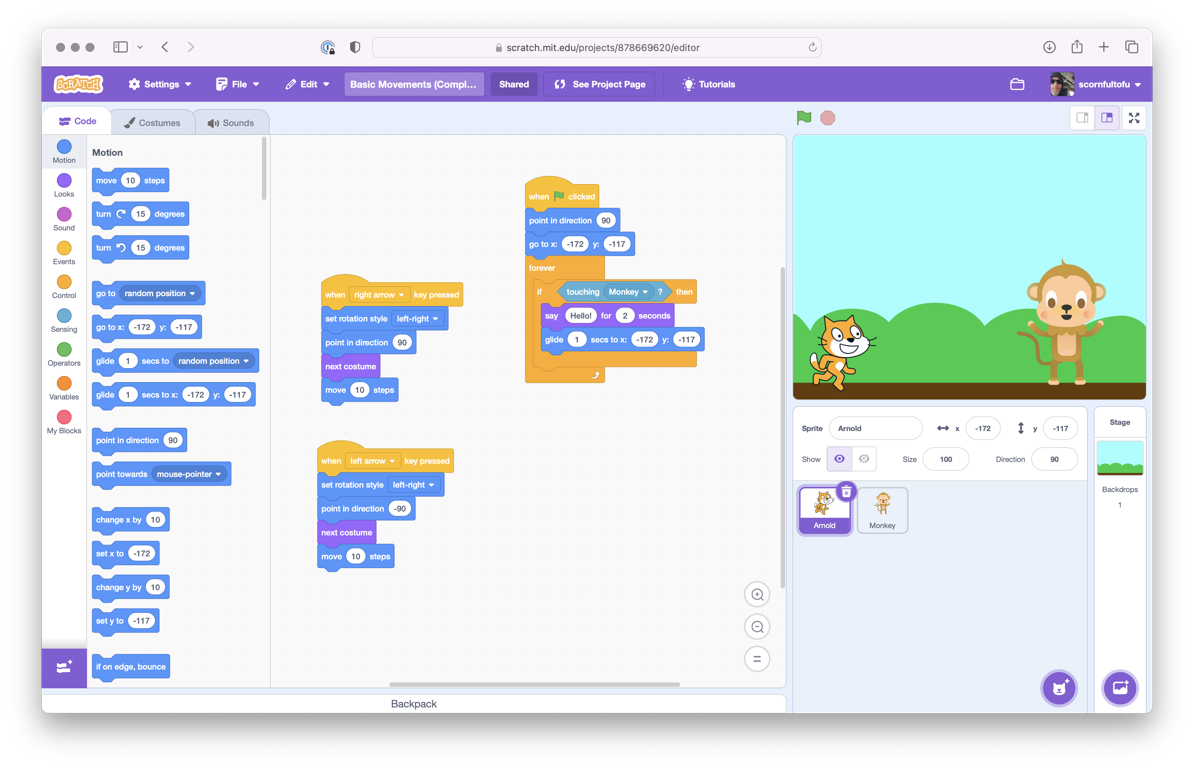 scratch.mit.edu/projects/878669620/editor
SCRATCH
Settings
File
Edit
Basic Movements (Compl...
Shared
See Project Page
Tutorials
scornfultofu
Code
Costumes
Sounds
Motion
Looks
Sound
Events
Control
Sensing
Operators
Variables
My Blocks
Motion
move 10 steps
turn 15 degrees
turn 15 degrees
go to random position
go to x: -172 y: -117
glide 1 secs to random position
glide 1 secs to x: -172 y: -117
point in direction 90
point towards mouse-pointer
change x by 10
set x to -172
change y by 10
set y to -117
if on edge, bounce
when right arrow key pressed
set rotation style left-right
point in direction 90
next costume
move 10 steps
when left arrow key pressed
set rotation style left-right
point in direction -90
next costume
move 10 steps
when clicked
point in direction 90
go to x: -172 y: -117
forever
if touching Monkey ? then
say Hello! for 2 seconds
glide 1 secs to x: -172 y: -117
Backpack
Sprite Arnold x -172 y -117
Show Size 100 Direction 90
Arnold
Monkey
Stage
Backdrops
1